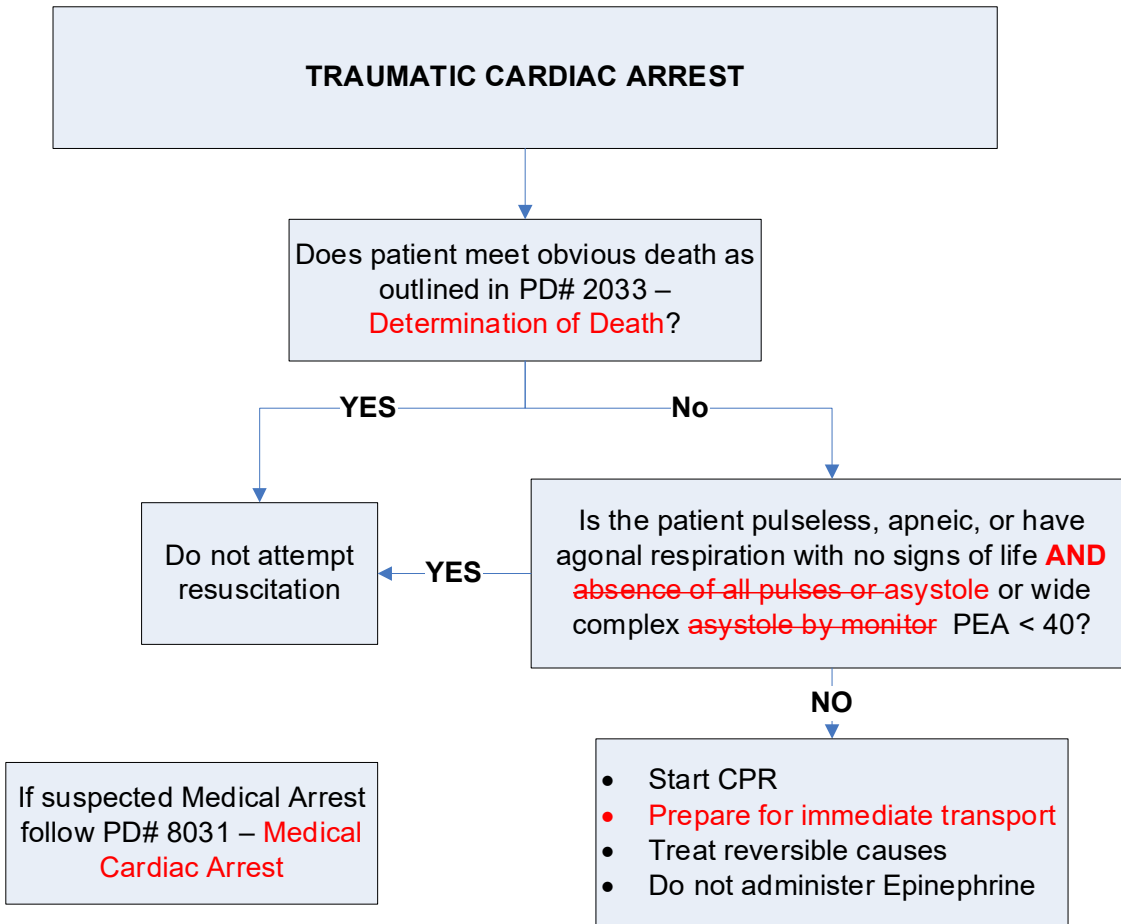 TRAUMATIC CARDIAC ARREST
Does patient meet obvious death as
outlined in PD# 2033 –
Determination of Death?
YES
No
Do not attempt
resuscitation
YES
Is the patient pulseless, apneic, or have
agonal respiration with no signs of life AND
absence of all pulses or asystole or wide
complex asystole by monitor PEA < 40?
NO
If suspected Medical Arrest
follow PD# 8031 – Medical
Cardiac Arrest
• Start CPR
• Prepare for immediate transport
• Treat reversible causes
• Do not administer Epinephrine